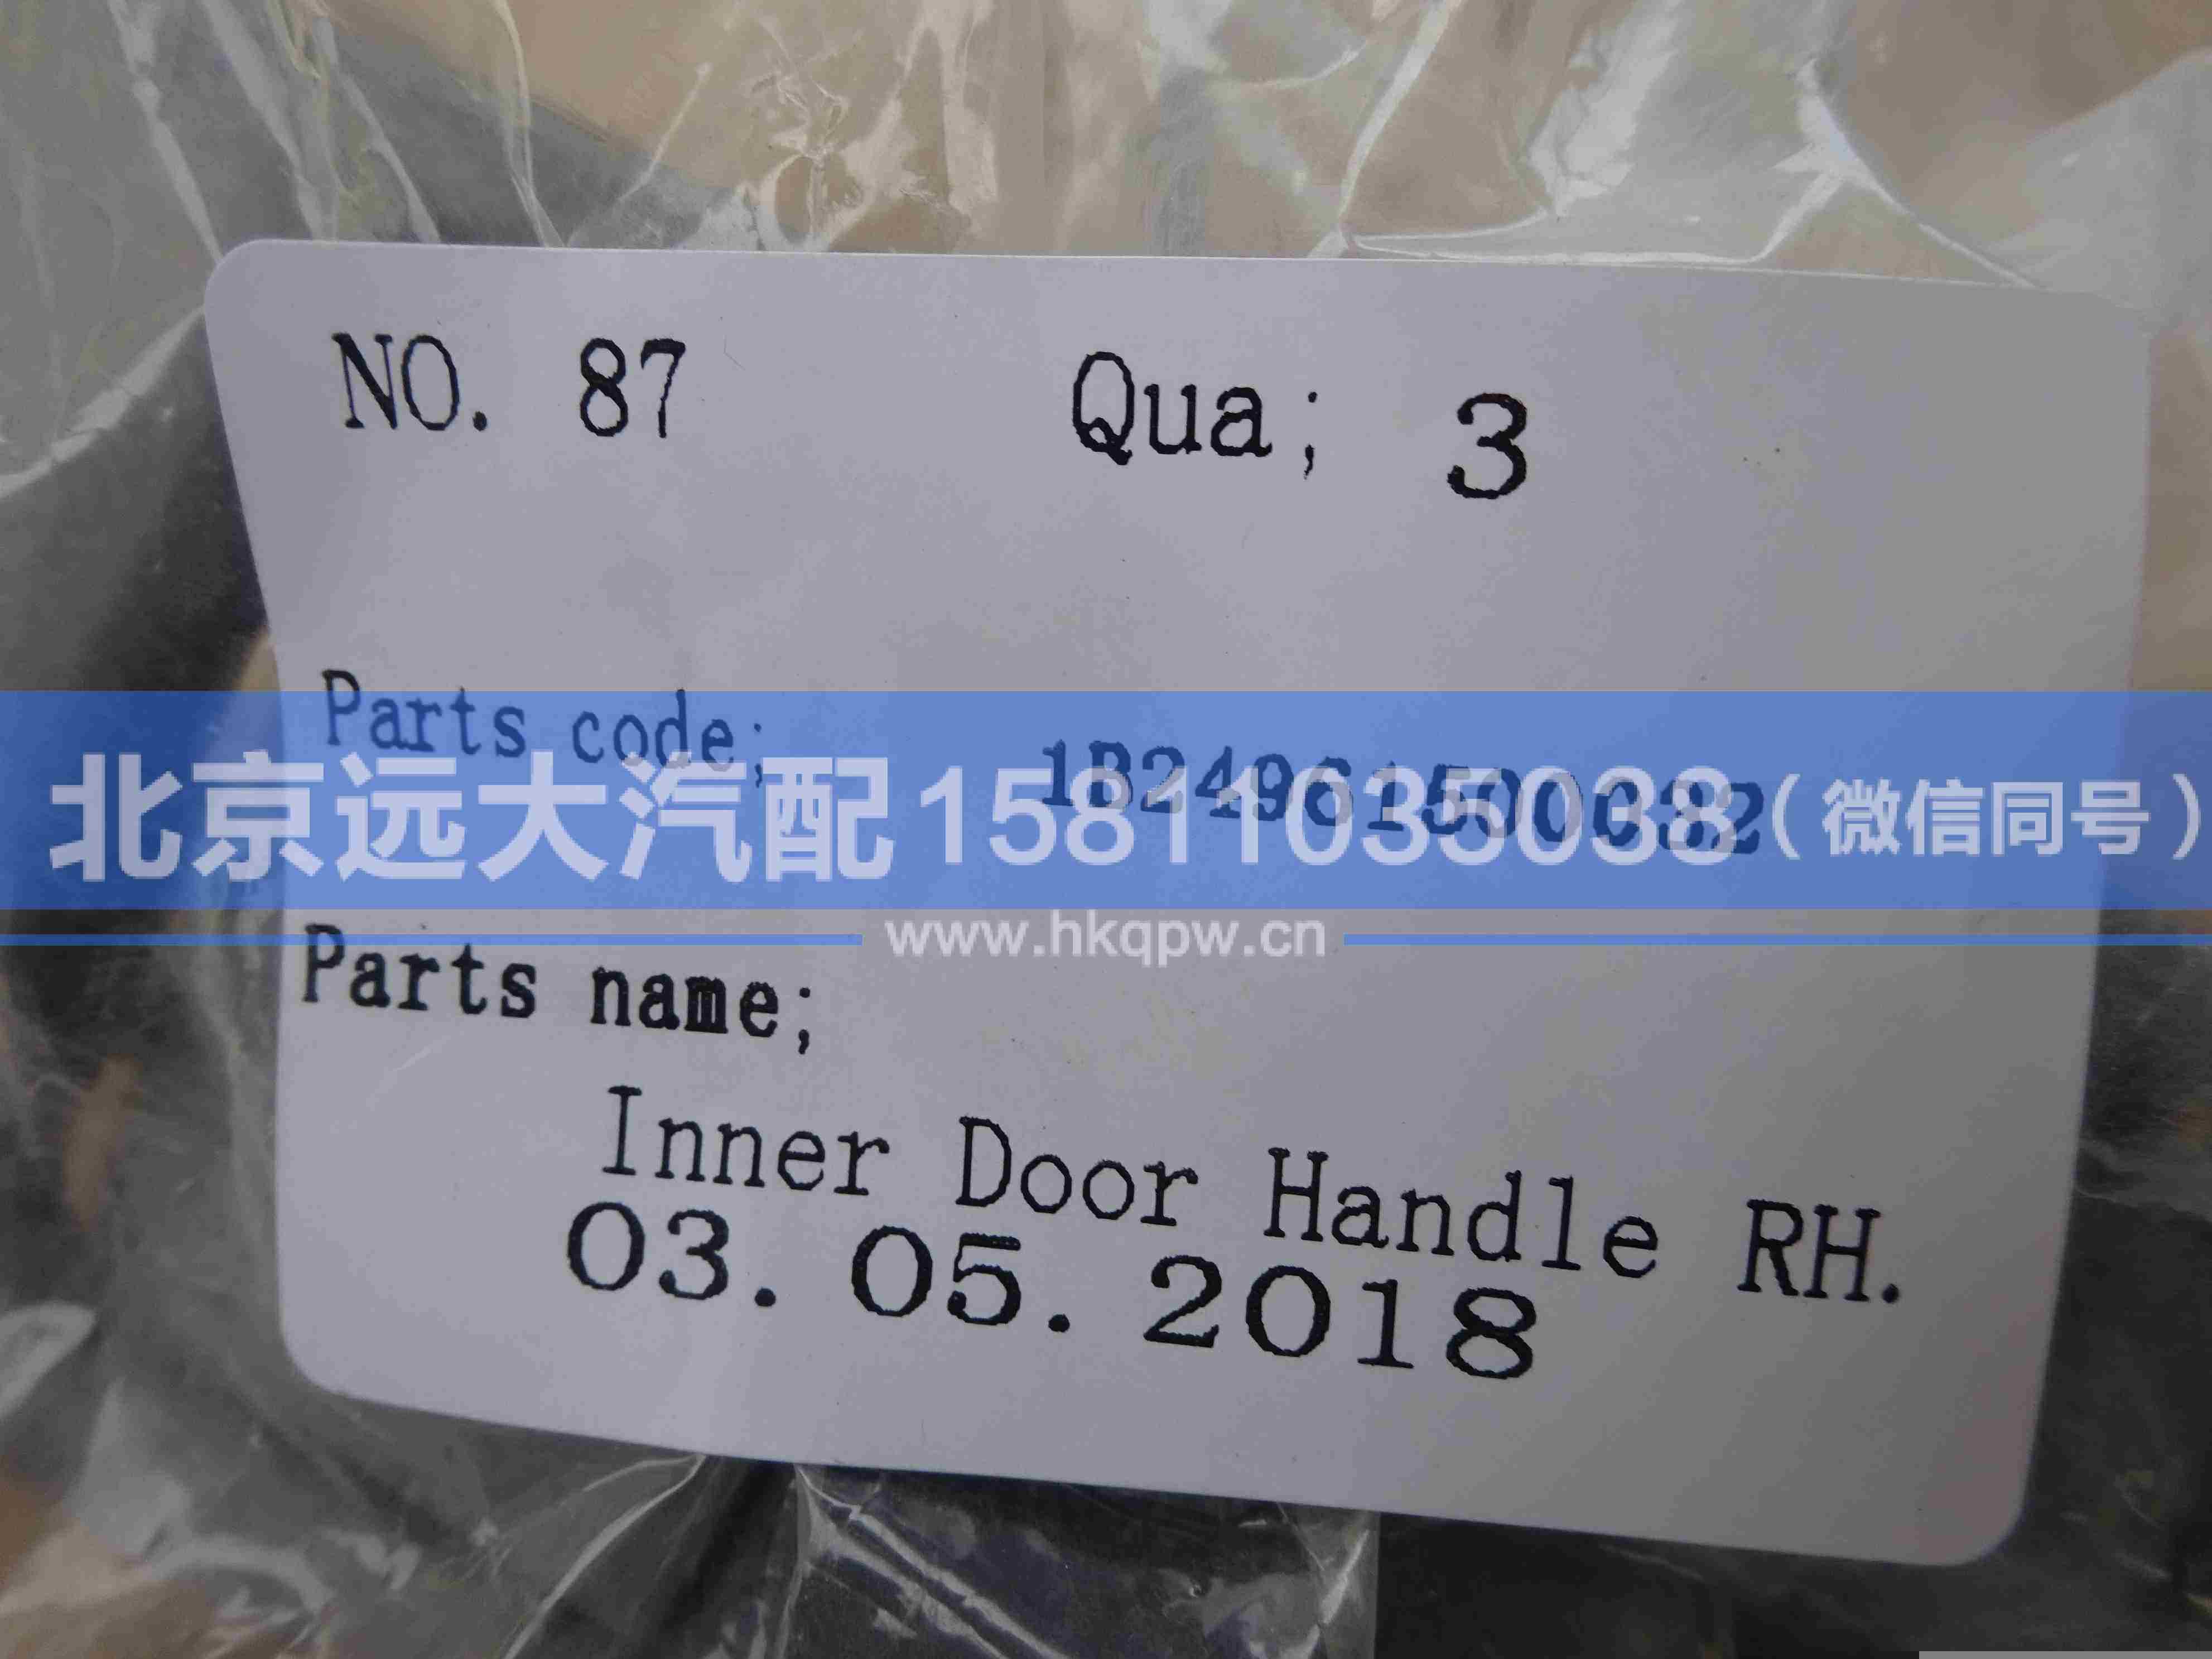 NO. 87 Qua; 3
Parts code; 1B24961500032
北京远大汽配15811035038（微信同号）
www.hkqpw.cn
Parts name;
Inner Door Handle RH.
03.05.2018